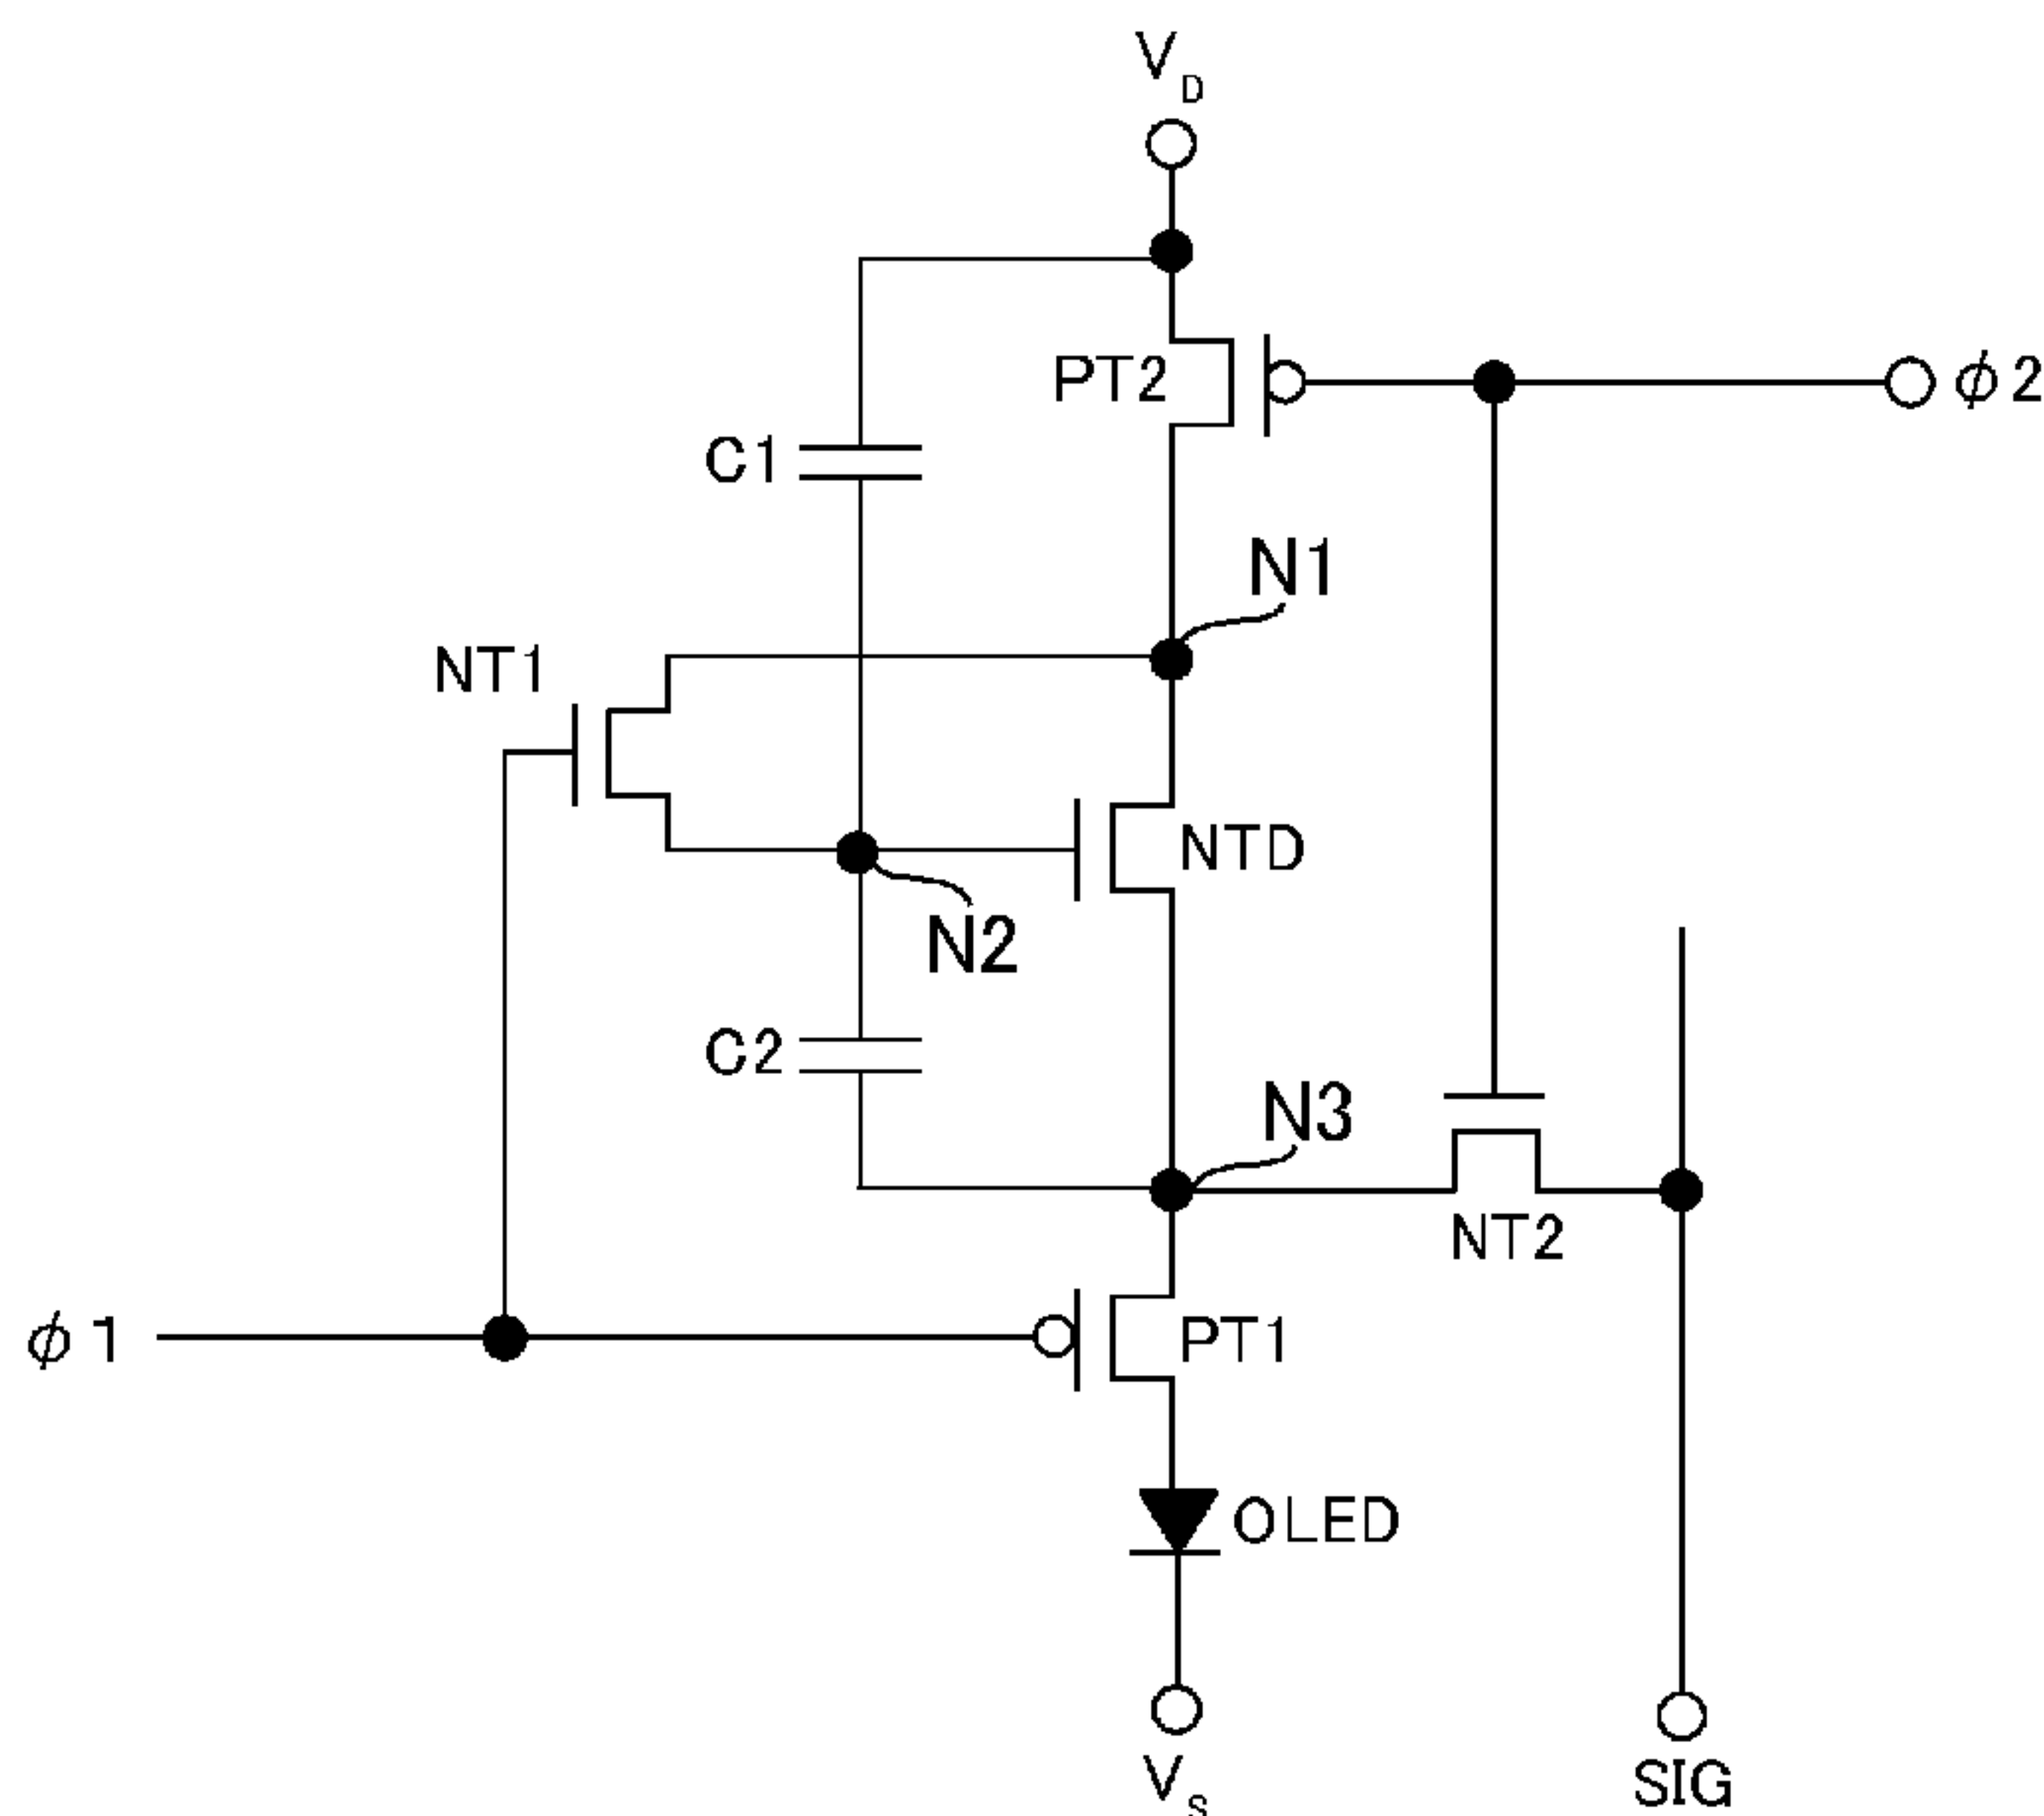 VD
PT2
ϕ2
C1
N1
NT1
NTD
N2
C2
N3
NT2
ϕ1
PT1
OLED
VS
SIG